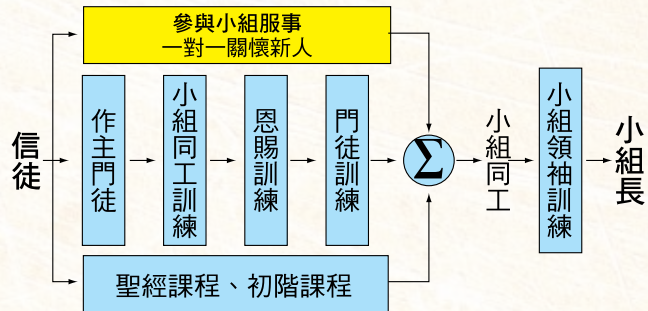 參與小組服事
一對一關懷新人
信徒
作主門徒
小組同工訓練
恩賜訓練
門徒訓練
Σ
小組同工
小組領袖訓練
小組長
聖經課程、初階課程